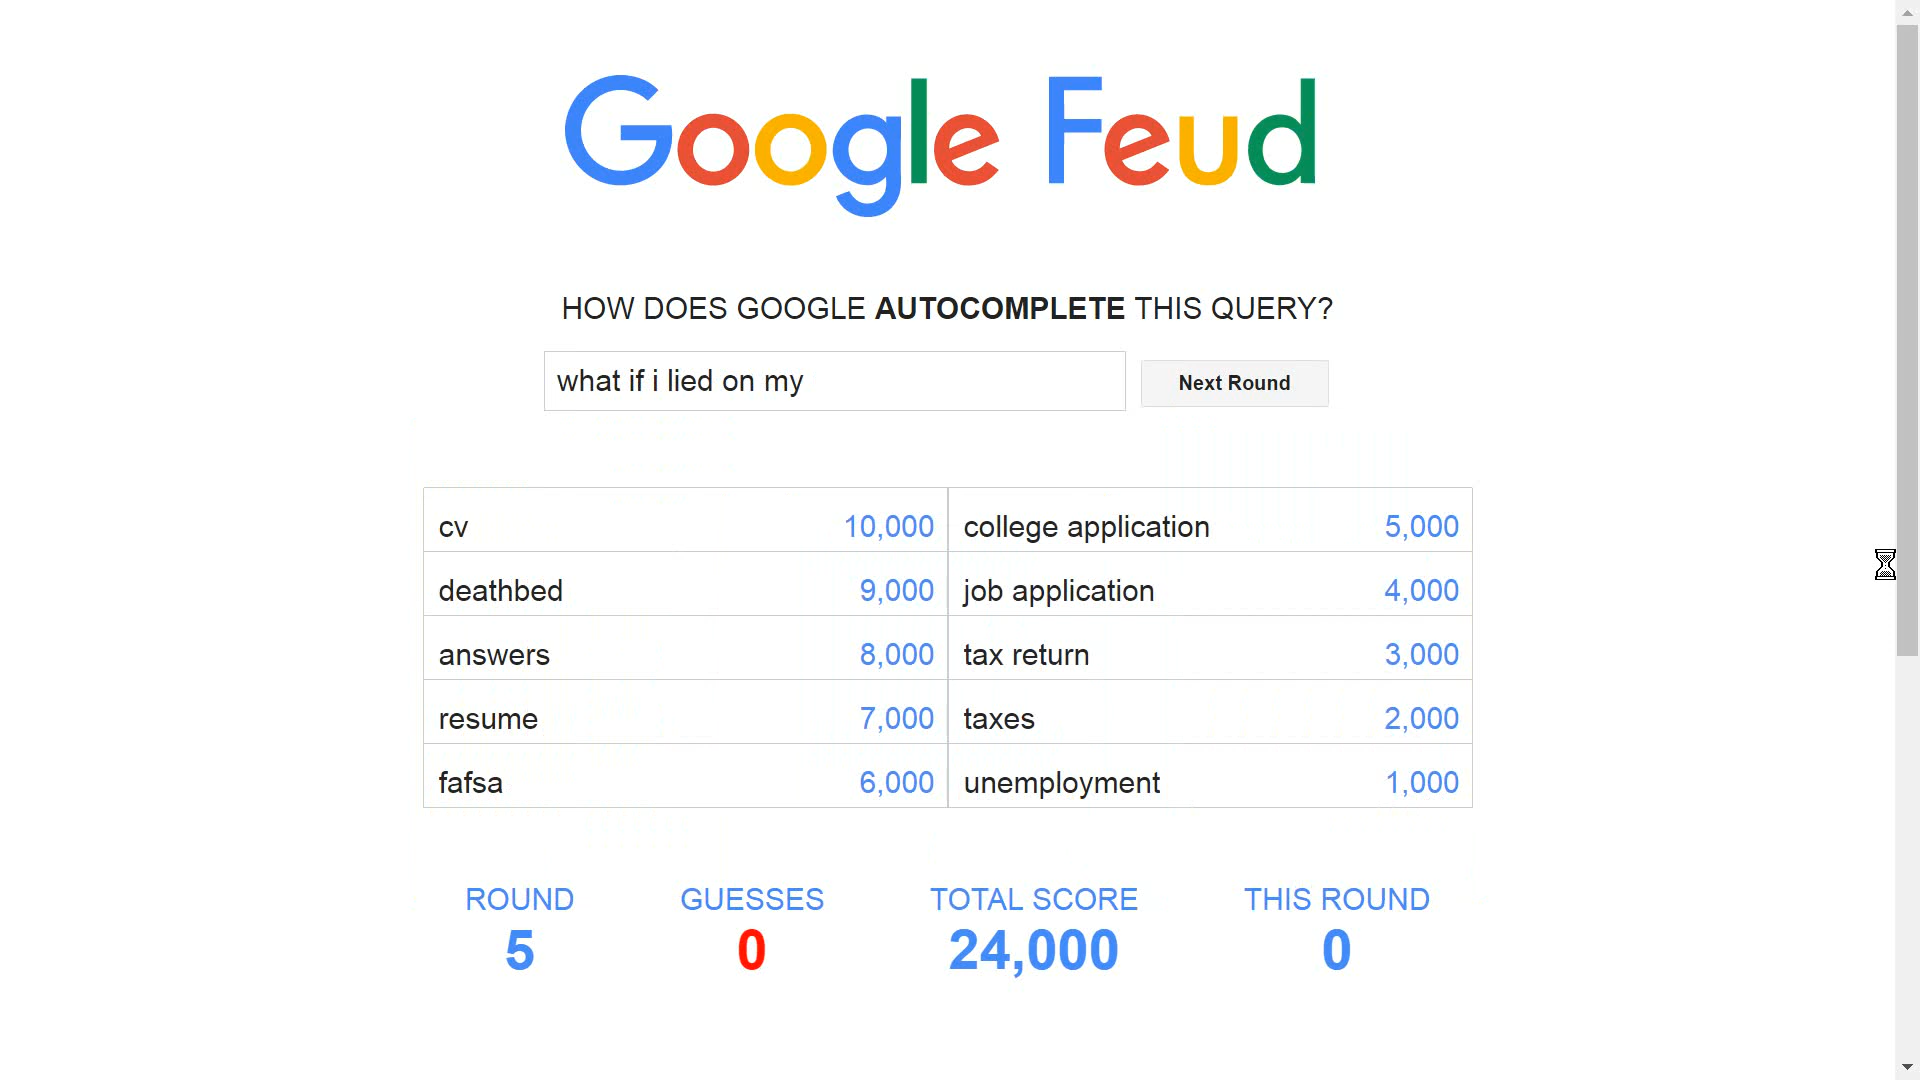 Google Feud
HOW DOES GOOGLE AUTOCOMPLETE THIS QUERY?
what if i lied on my
Next Round
cv 10,000
deathbed 9,000
answers 8,000
resume 7,000
fafsa 6,000
college application 5,000
job application 4,000
tax return 3,000
taxes 2,000
unemployment 1,000
ROUND
5
GUESSES
0
TOTAL SCORE
24,000
THIS ROUND
0